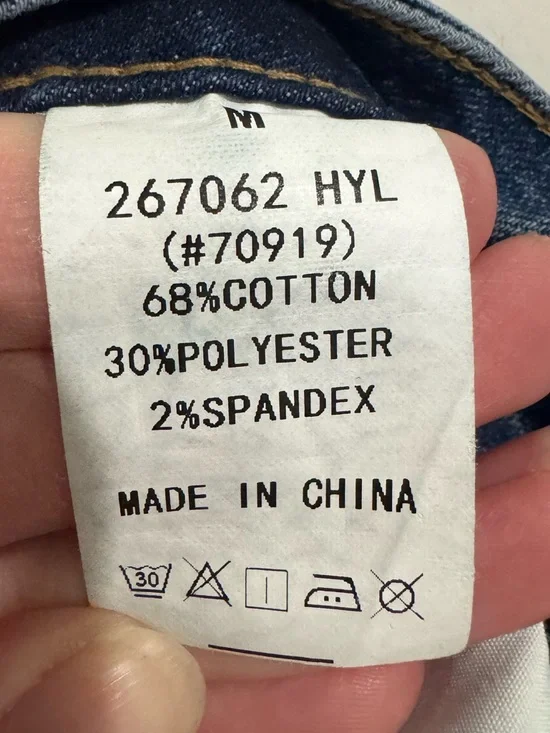 M
267062 HYL
(#70919)
68%COTTON
30%POLYESTER
2%SPANDEX
MADE IN CHINA
30